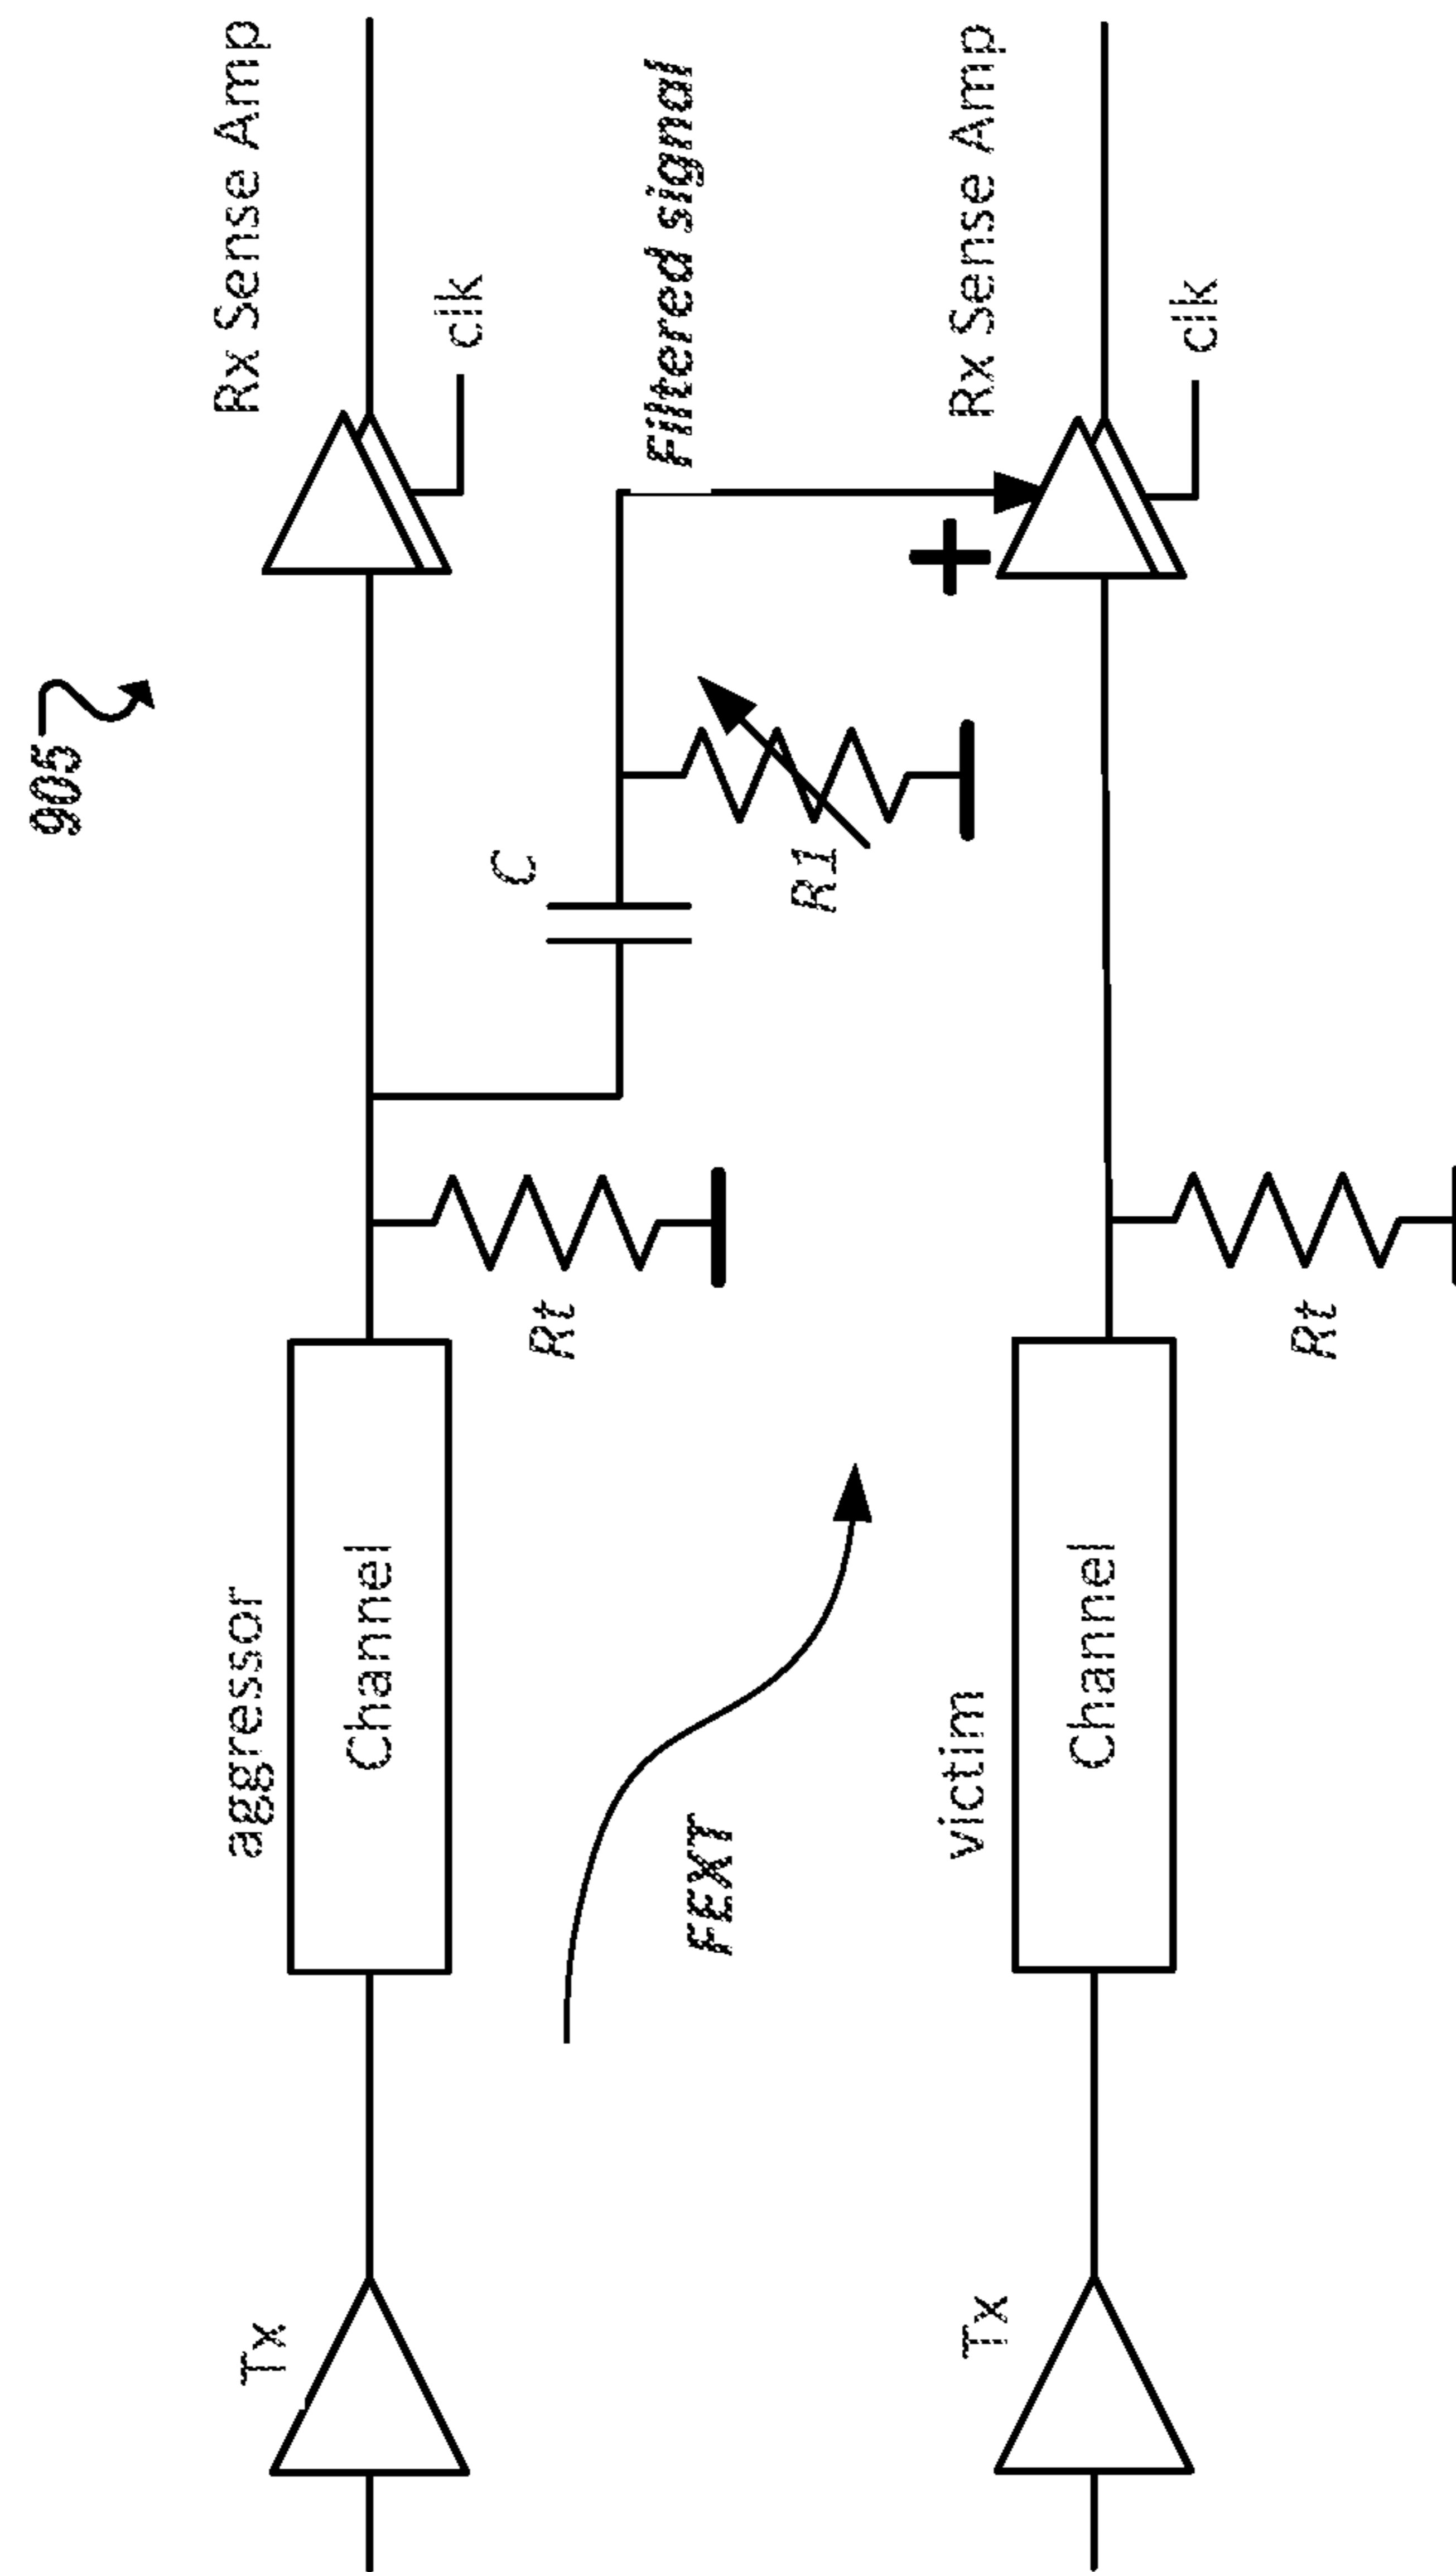 905
aggressor
Tx
Channel
Rt
Rx Sense Amp
clk
C
R1
Filtered signal
FEXT
victim
Tx
Channel
Rt
+
Rx Sense Amp
clk